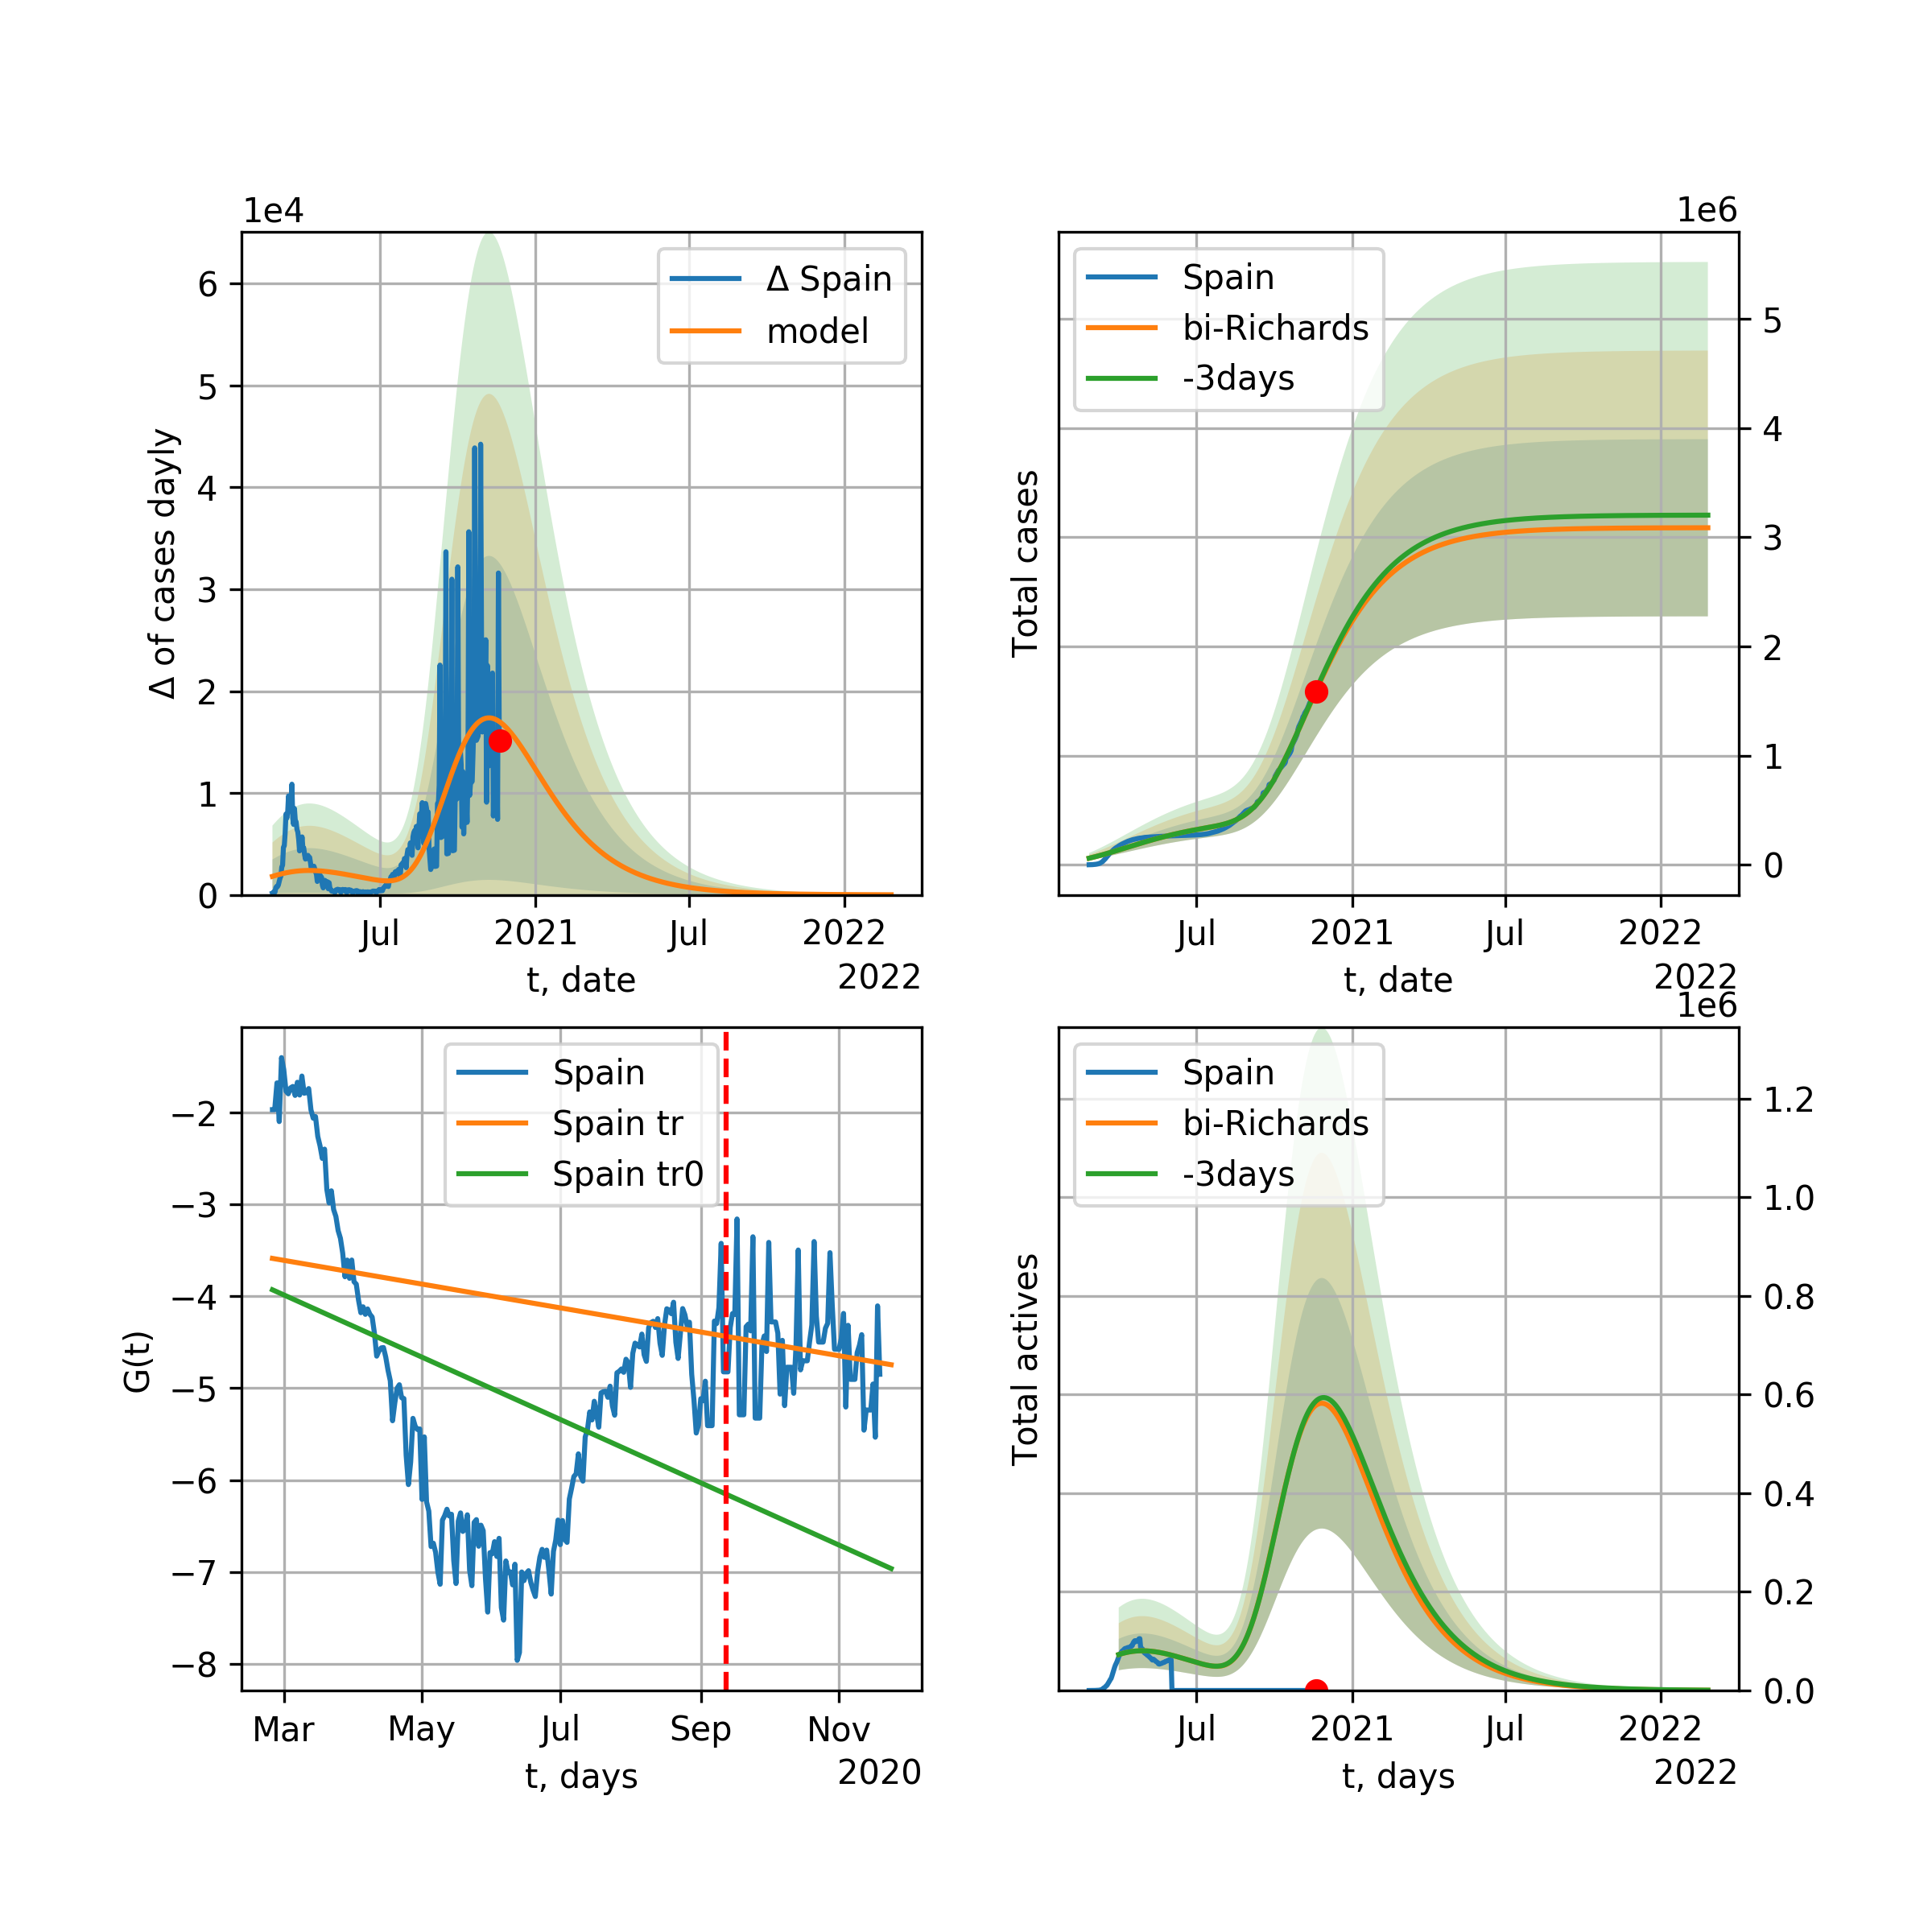 1e4
Δ of cases dayly
6
5
4
3
2
1
0
Δ Spain
model
Jul
2021
Jul
2022
t, date
2022
1e6
Total cases
Spain
bi-Richards
-3days
5
4
3
2
1
0
Jul
2021
Jul
2022
t, date
2022
G(t)
−2
−3
−4
−5
−6
−7
−8
Spain
Spain tr
Spain tr0
Mar
May
Jul
Sep
Nov
t, days
2020
1e6
Total actives
Spain
bi-Richards
-3days
1.2
1.0
0.8
0.6
0.4
0.2
0.0
Jul
2021
Jul
2022
t, days
2022